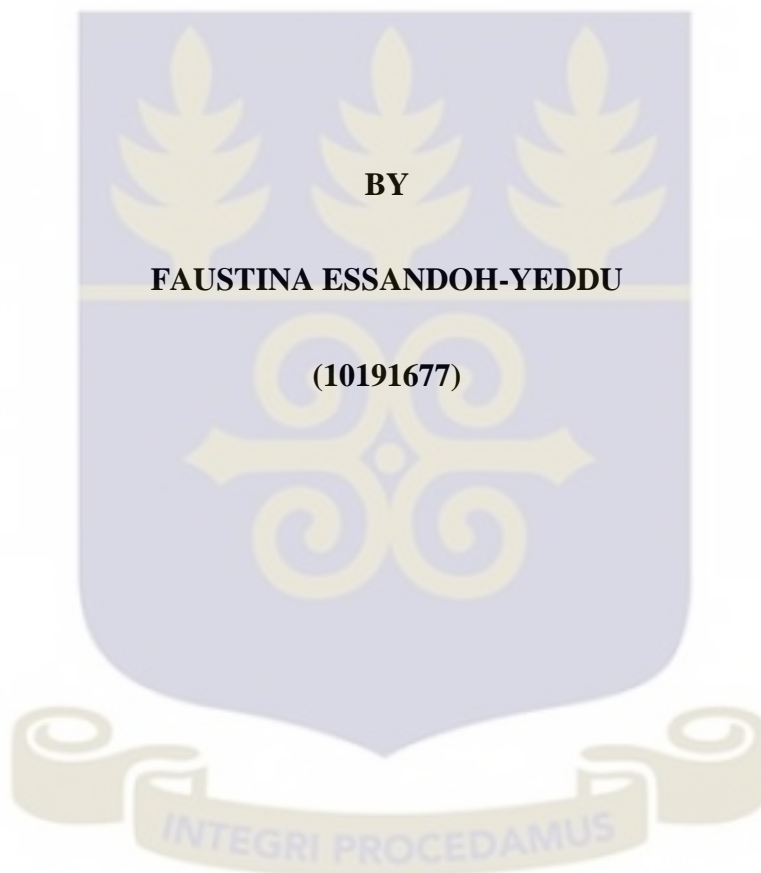 BY
FAUSTINA ESSANDOH-YEDDU
(10191677)
INTEGRI PROCEDAMUS